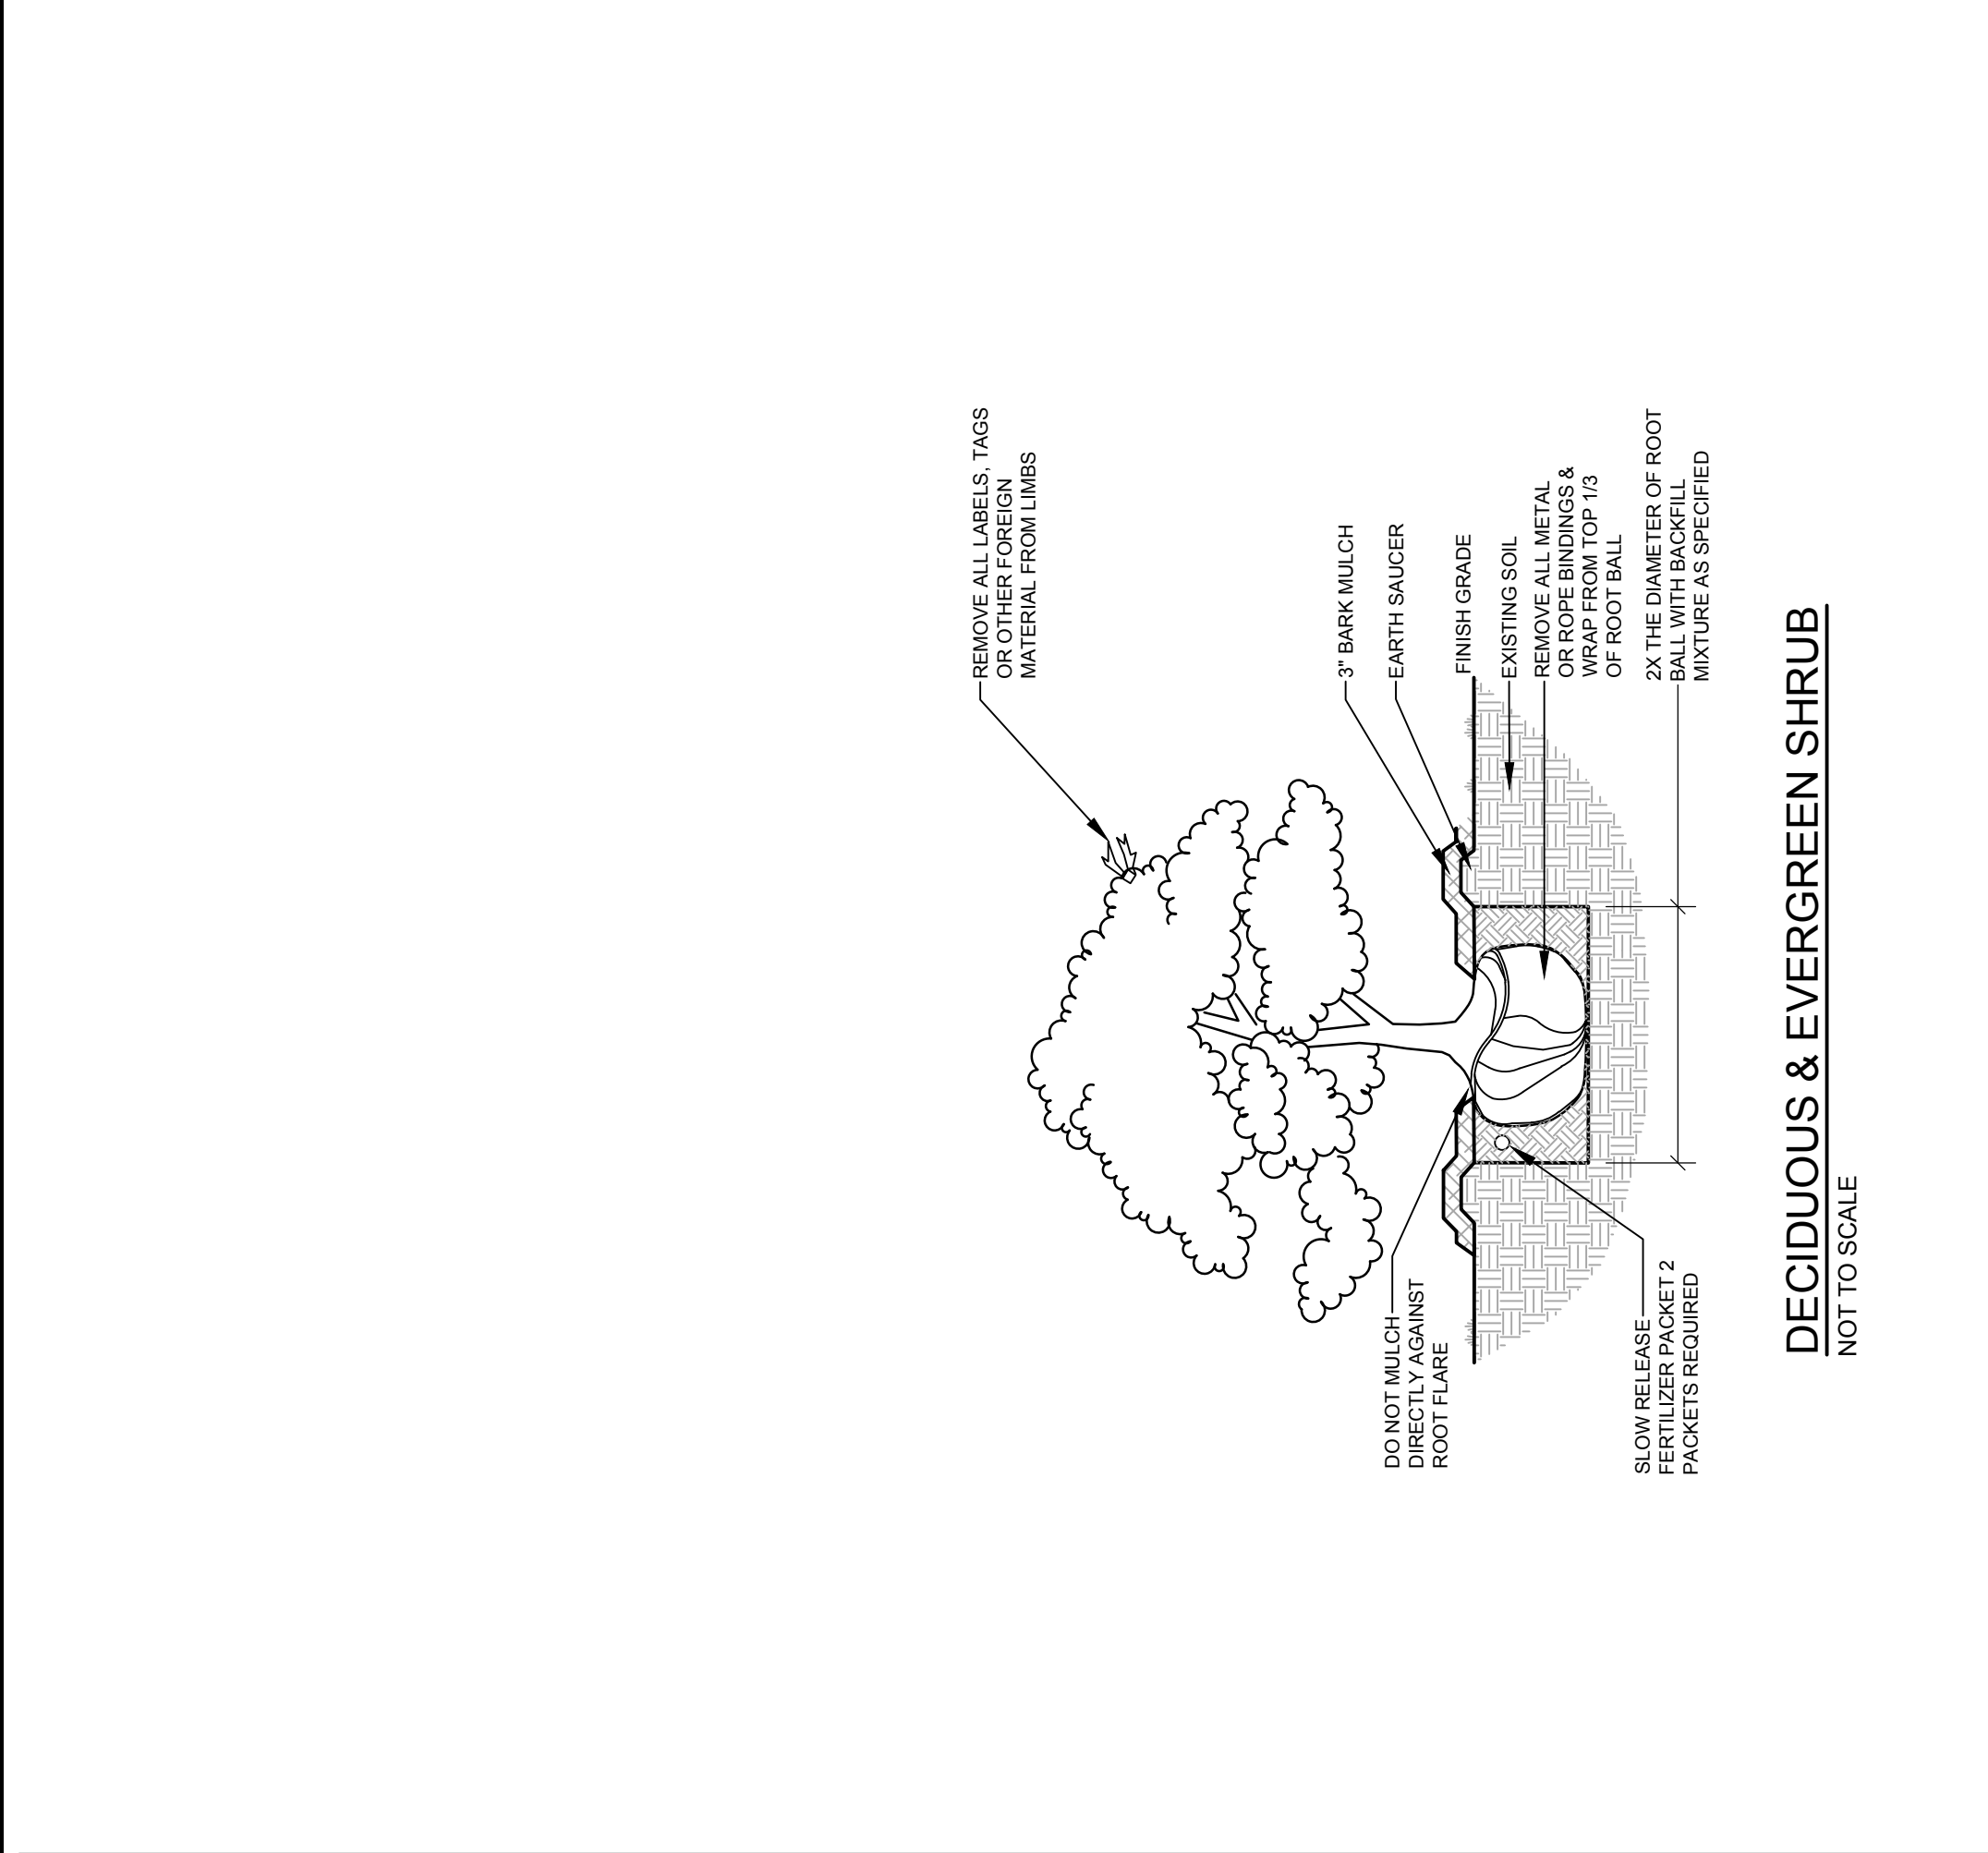 REMOVE ALL LABELS, TAGS
OR OTHER FOREIGN
MATERIAL FROM LIMBS
3" BARK MULCH
EARTH SAUCER
FINISH GRADE
EXISTING SOIL
REMOVE ALL METAL
OR ROPE BINDINGS &
WRAP FROM TOP 1/3
OF ROOT BALL
2X THE DIAMETER OF ROOT
BALL WITH BACKFILL
MIXTURE AS SPECIFIED
DO NOT MULCH
DIRECTLY AGAINST
ROOT FLARE
SLOW RELEASE
FERTILIZER PACKET 2
PACKETS REQUIRED
DECIDUOUS & EVERGREEN SHRUB
NOT TO SCALE